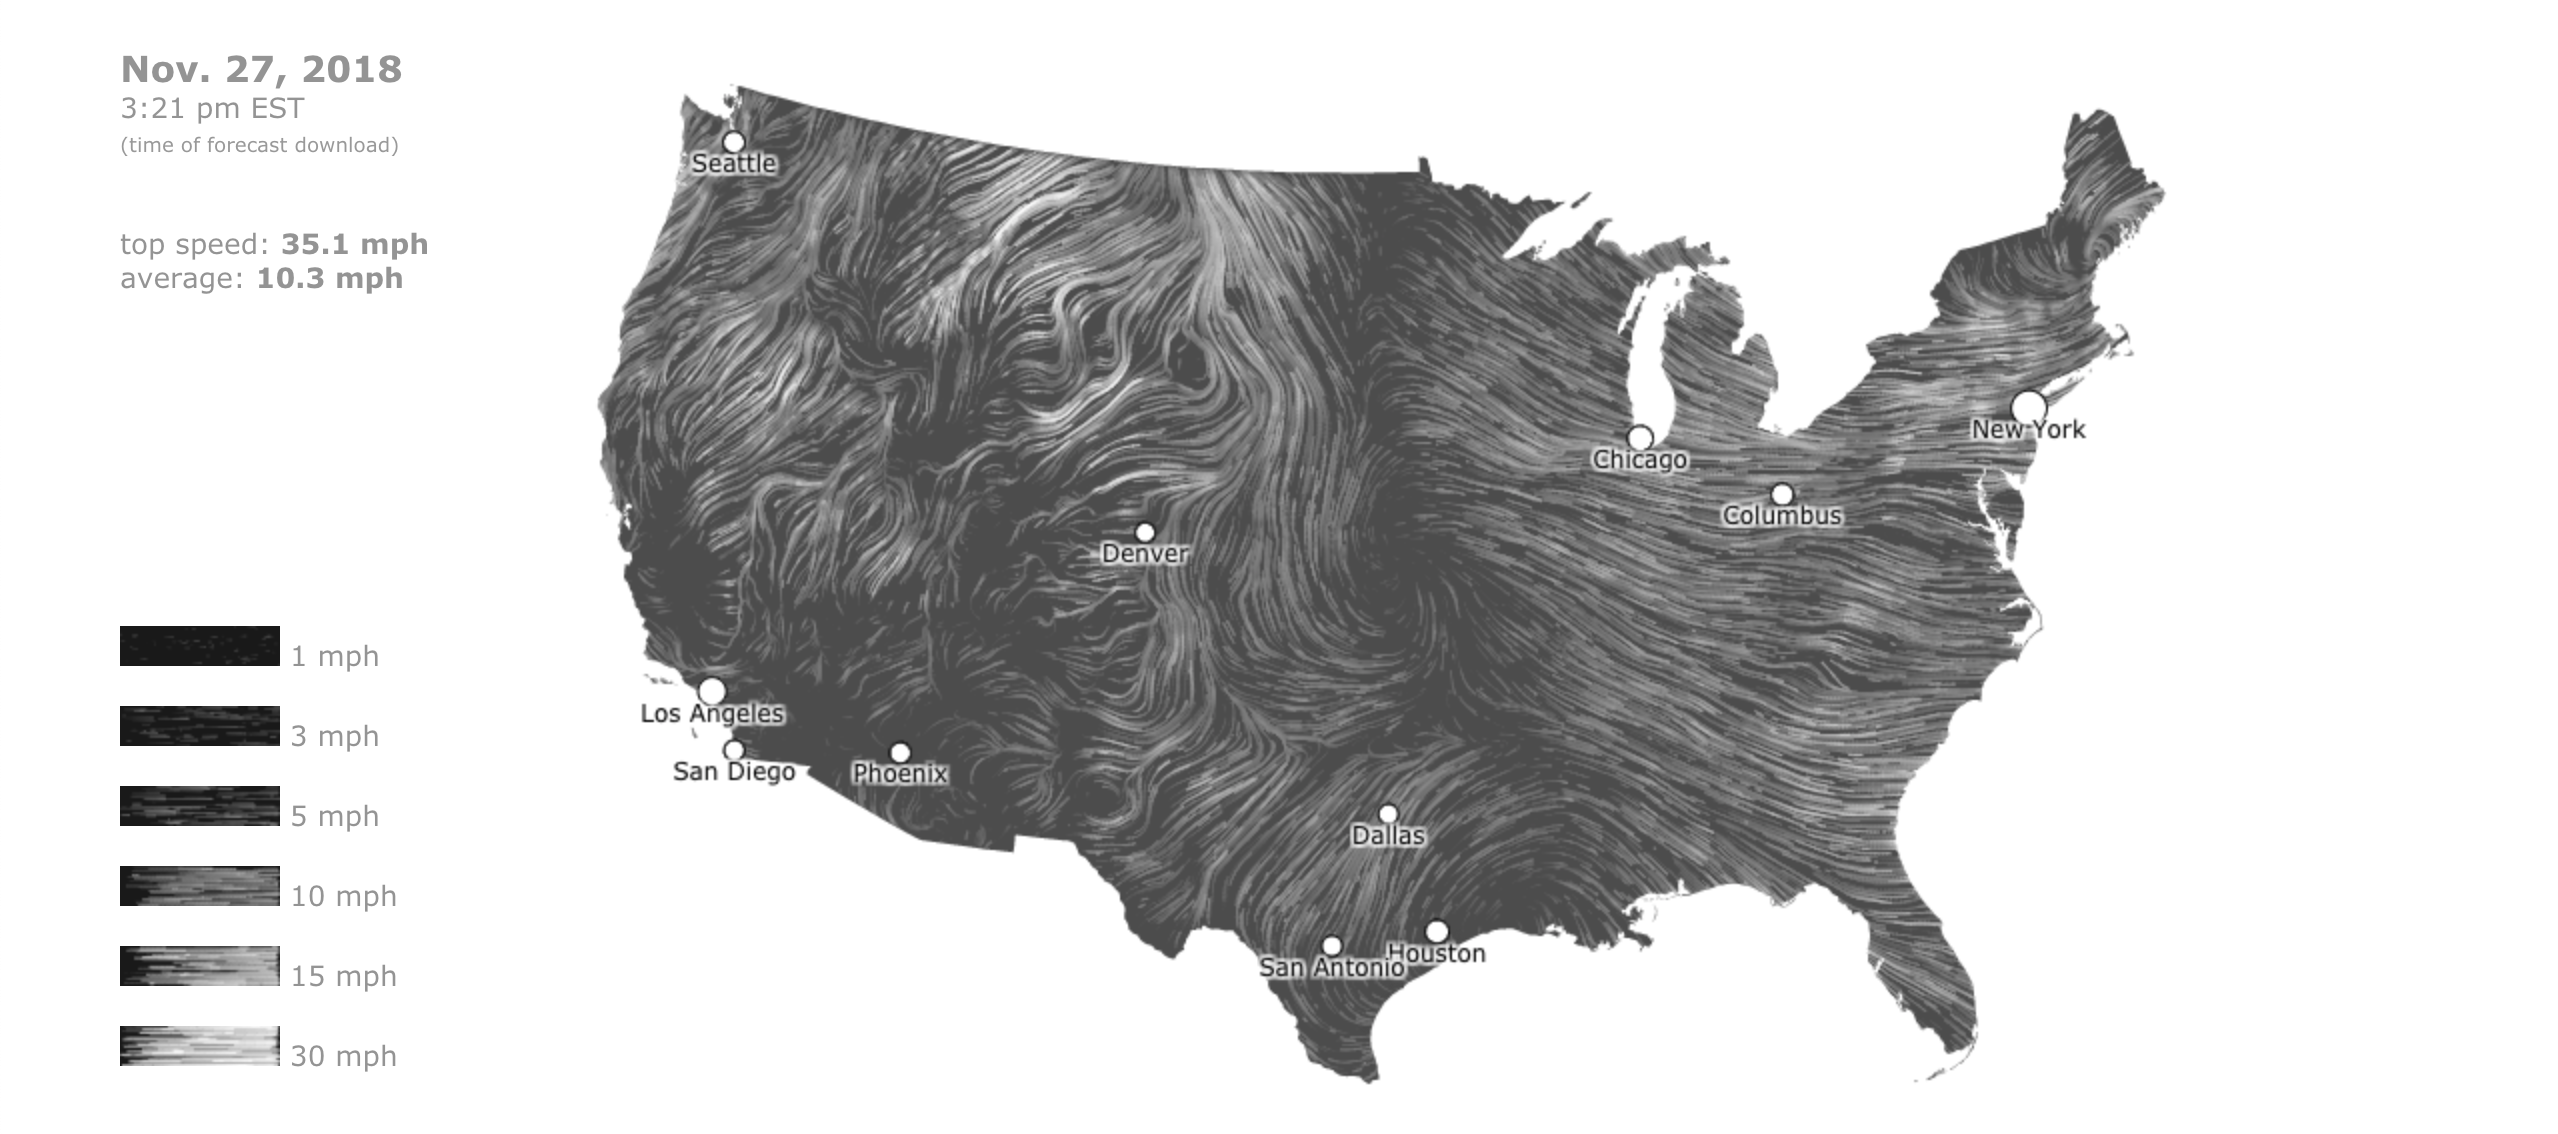 Nov. 27, 2018
3:21 pm EST
(time of forecast download)
top speed: 35.1 mph
average: 10.3 mph
1 mph
3 mph
5 mph
10 mph
15 mph
30 mph
Seattle
New York
Chicago
Columbus
Denver
Los Angeles
San Diego
Phoenix
Dallas
Houston
San Antonio